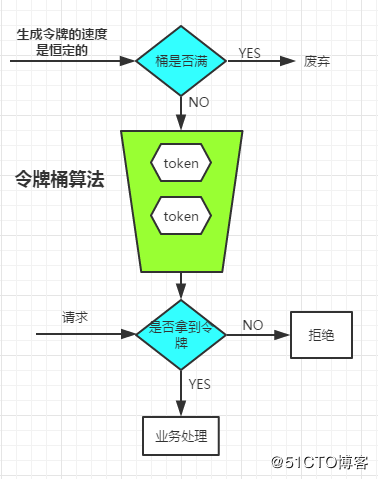 生成令牌的速度
是恒定的
桶是否满
YES
废弃
NO
令牌桶算法
token
token
请求
是否拿到令
牌
NO
拒绝
YES
业务处理
@51CTO博客